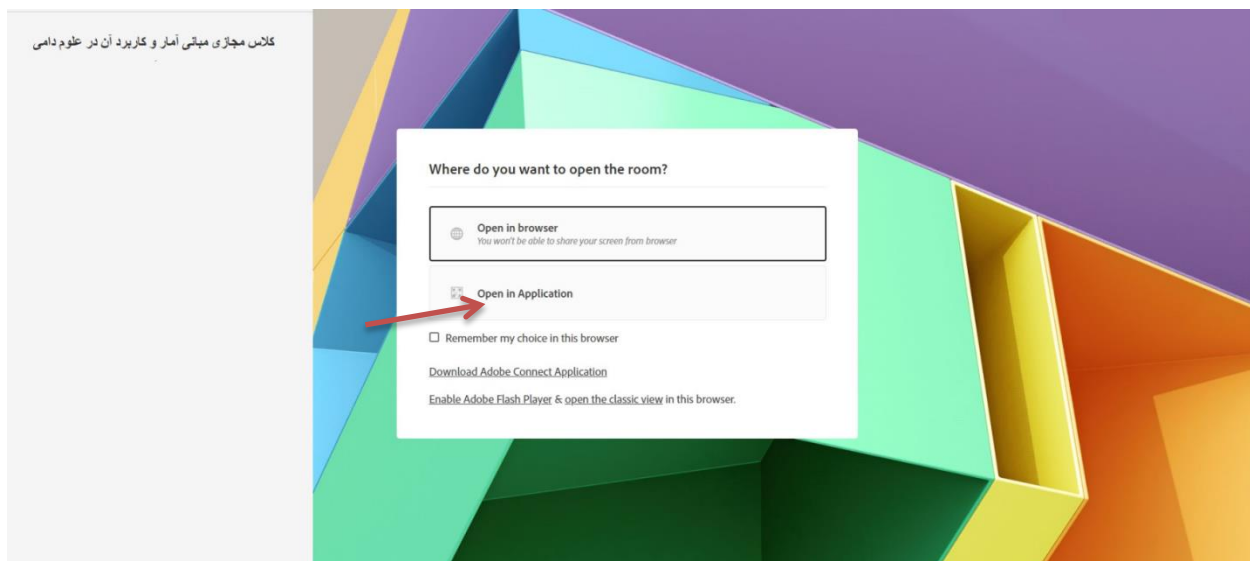 کلاس مجازی مبانی آمار و کاربرد آن در علوم دامی
Where do you want to open the room?
Open in browser
You won't be able to share your screen from browser
Open in Application
Remember my choice in this browser
Download Adobe Connect Application
Enable Adobe Flash Player & open the classic view in this browser.